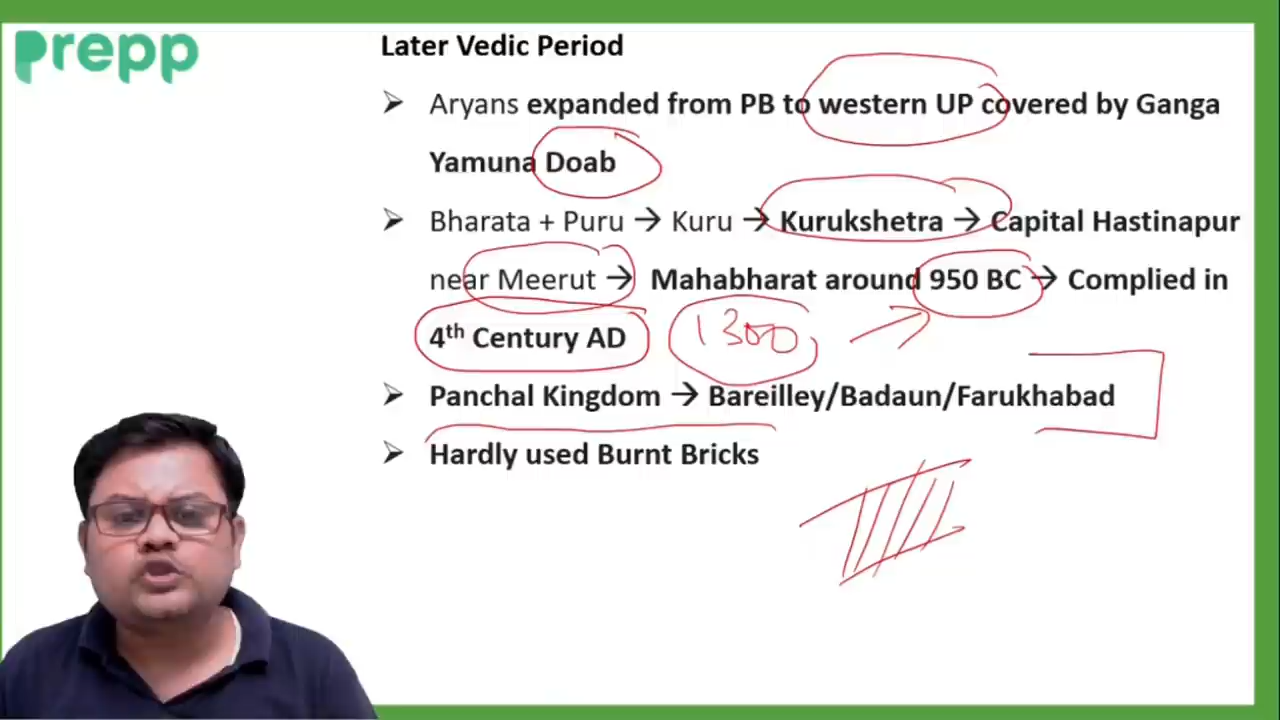 prepp
Later Vedic Period
➢ Aryans expanded from PB to western UP covered by Ganga
Yamuna Doab
➢ Bharata + Puru → Kuru → Kurukshetra → Capital Hastinapur
near Meerut → Mahabharat around 950 BC → Complied in
4th Century AD 1300
➢ Panchal Kingdom → Bareilley/Badaun/Farukhabad
➢ Hardly used Burnt Bricks